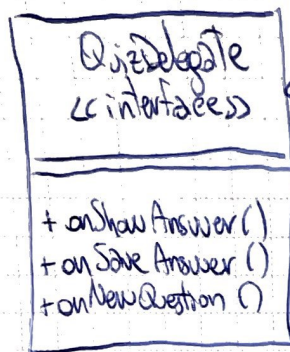 QuizDelegate
<<interface>>
+ onShowAnswer()
+ onSaveAnswer()
+ onNewQuestion()